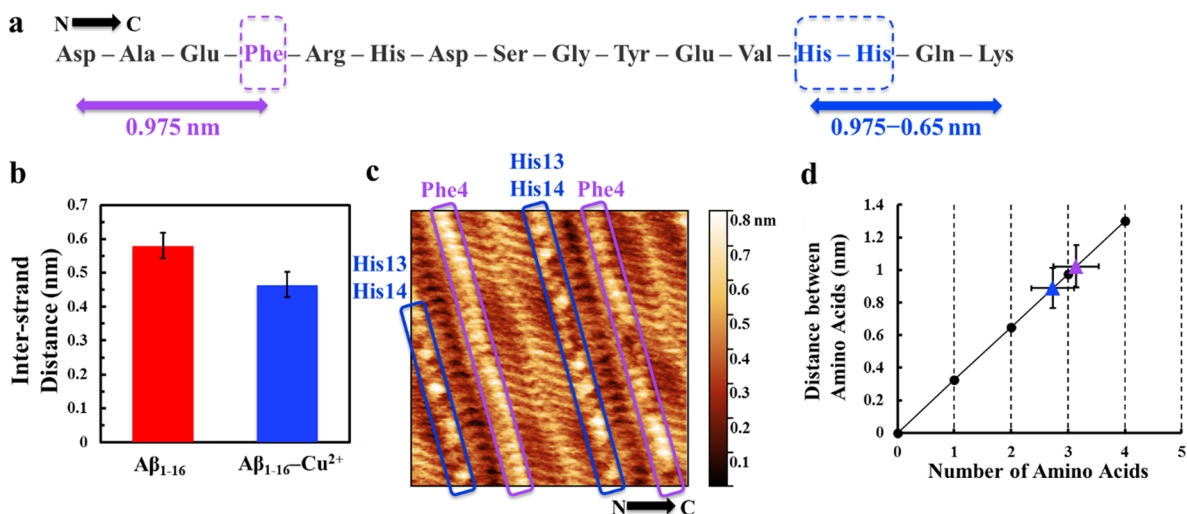 a
N C
Asp – Ala – Glu – Phe – Arg – His – Asp – Ser – Gly – Tyr – Glu – Val – His – His – Gln – Lys
0.975 nm
0.975−0.65 nm
b
Inter-strand
Distance (nm)
0.7
0.6
0.5
0.4
0.3
0.2
0.1
0
Aβ1-16
Aβ1-16–Cu2+
c
His13
His14
Phe4
His13
His14
Phe4
0.8 nm
0.7
0.6
0.5
0.4
0.3
0.2
0.1
N C
d
Distance between
Amino Acids (nm)
1.4
1.2
1
0.8
0.6
0.4
0.2
0
0 1 2 3 4 5
Number of Amino Acids